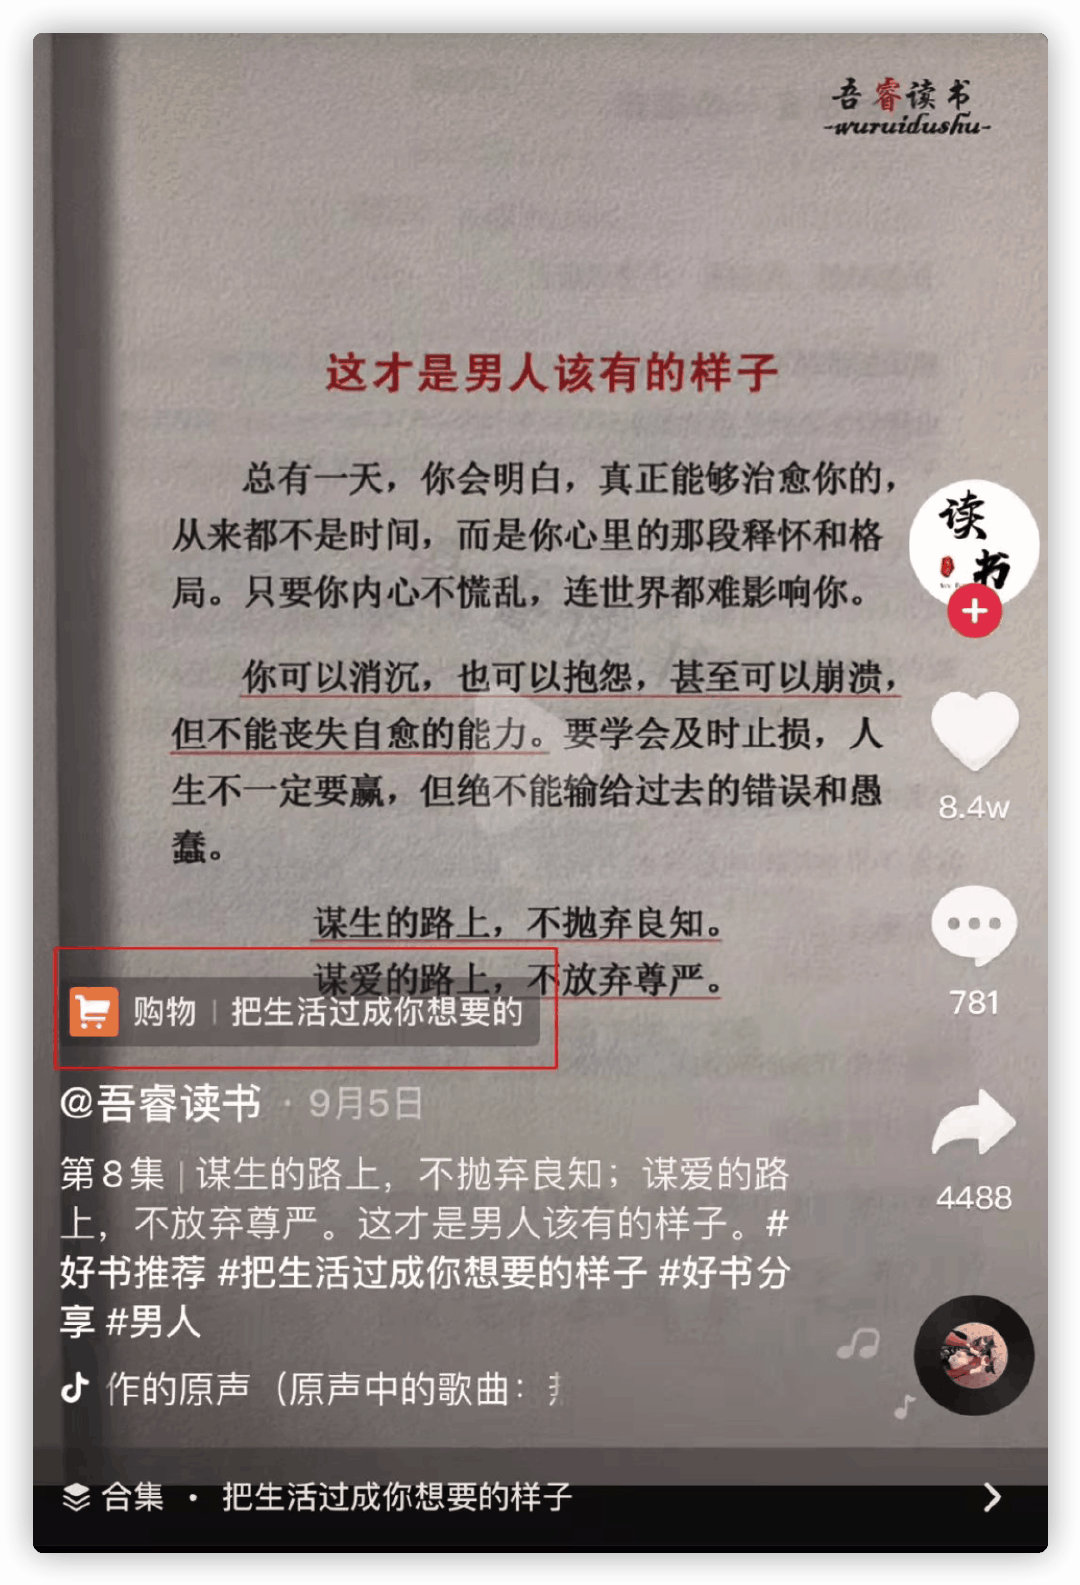 吾睿读书
-wuruidushu-
这才是男人该有的样子
总有一天，你会明白，真正能够治愈你的，
从来都不是时间，而是你心里的那段释怀和格
局。只要你内心不慌乱，连世界都难影响你。
你可以消沉，也可以抱怨，甚至可以崩溃，
但不能丧失自愈的能力。要学会及时止损，人
生不一定要赢，但绝不能输给过去的错误和愚
蠢。
谋生的路上，不抛弃良知。
谋爱的路上，不放弃尊严。
读书
8.4w
781
4488
购物 | 把生活过成你想要的
@吾睿读书 · 9月5日
第8集 | 谋生的路上，不抛弃良知；谋爱的路
上，不放弃尊严。这才是男人该有的样子。#
好书推荐 #把生活过成你想要的样子 #好书分
享 #男人
作的原声（原声中的歌曲：
合集 · 把生活过成你想要的样子